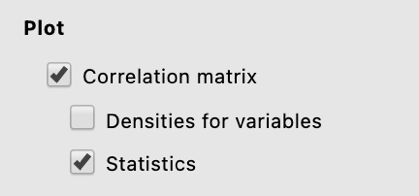 Plot
Correlation matrix
Densities for variables
Statistics